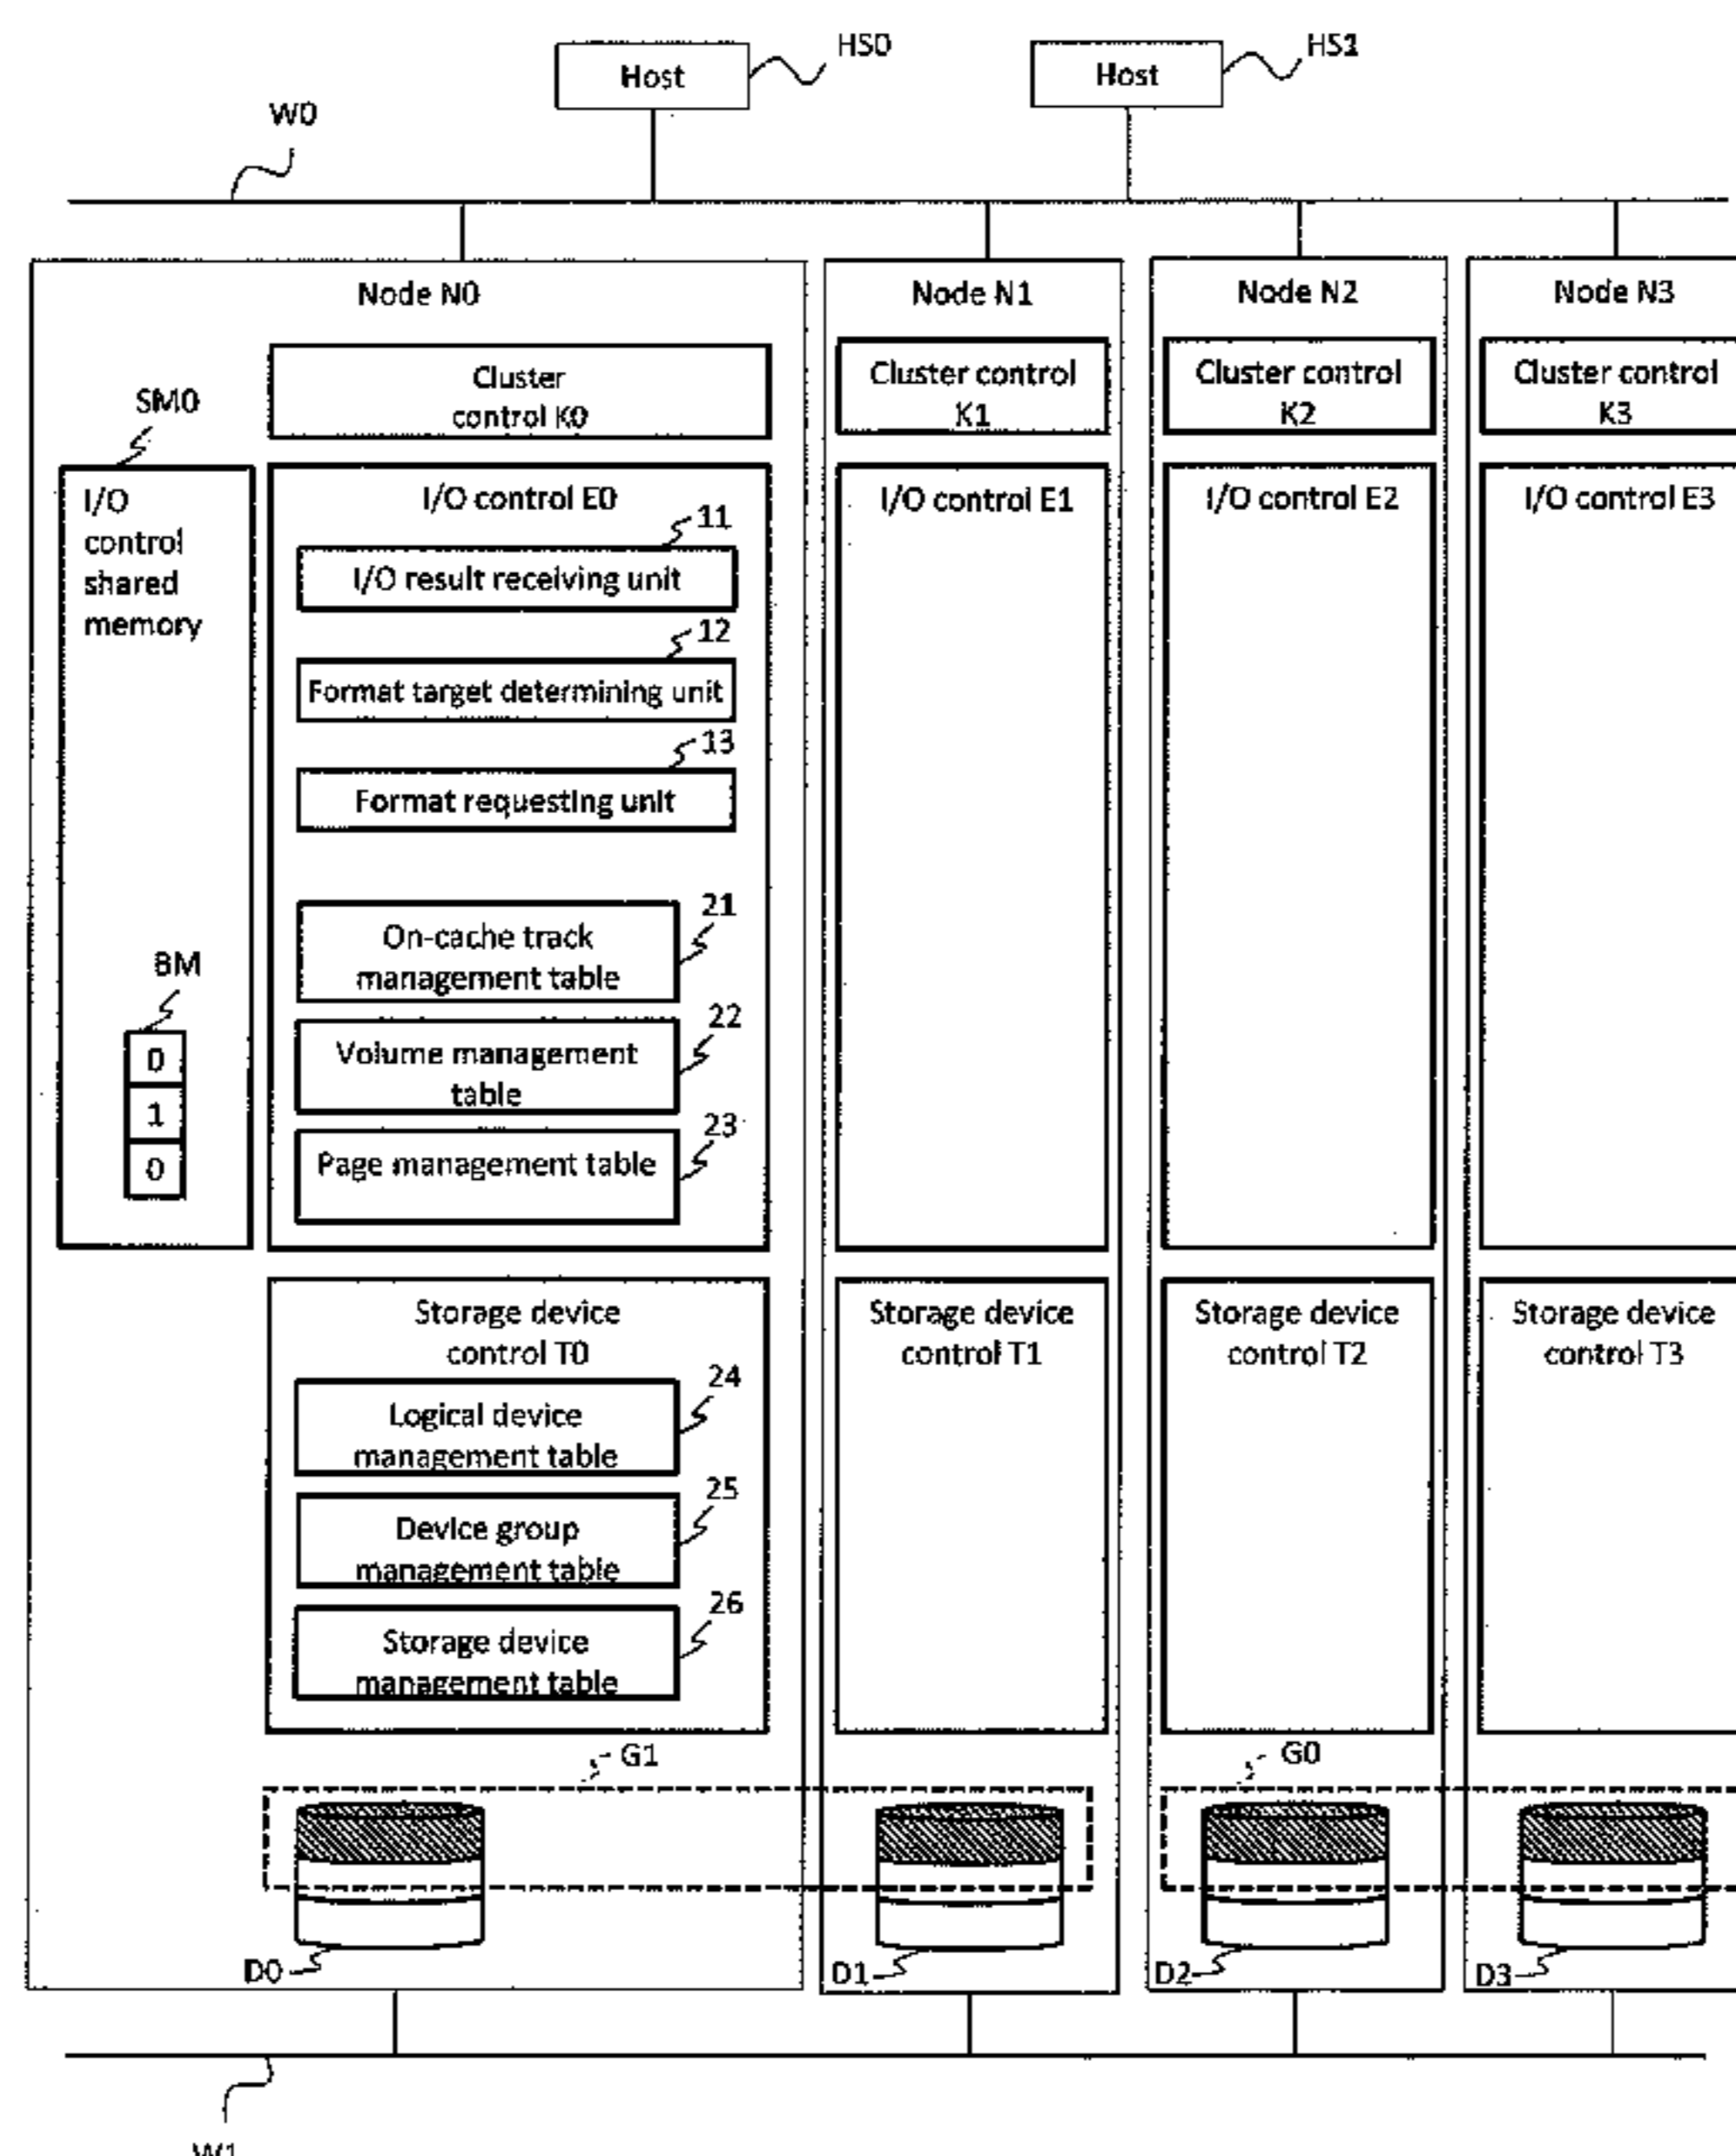 HS0
HS1
Host
Host
W0
Node N0
Node N1
Node N2
Node N3
Cluster
control K0
Cluster control
K1
Cluster control
K2
Cluster control
K3
SM0
I/O
control
shared
memory
I/O control E0
I/O control E1
I/O control E2
I/O control E3
11
I/O result receiving unit
12
Format target determining unit
13
Format requesting unit
21
On-cache track
management table
BM
0
1
0
22
Volume management
table
23
Page management table
Storage device
control T0
Storage device
control T1
Storage device
control T2
Storage device
control T3
24
Logical device
management table
25
Device group
management table
26
Storage device
management table
G1
G0
D0
D1
D2
D3
W1